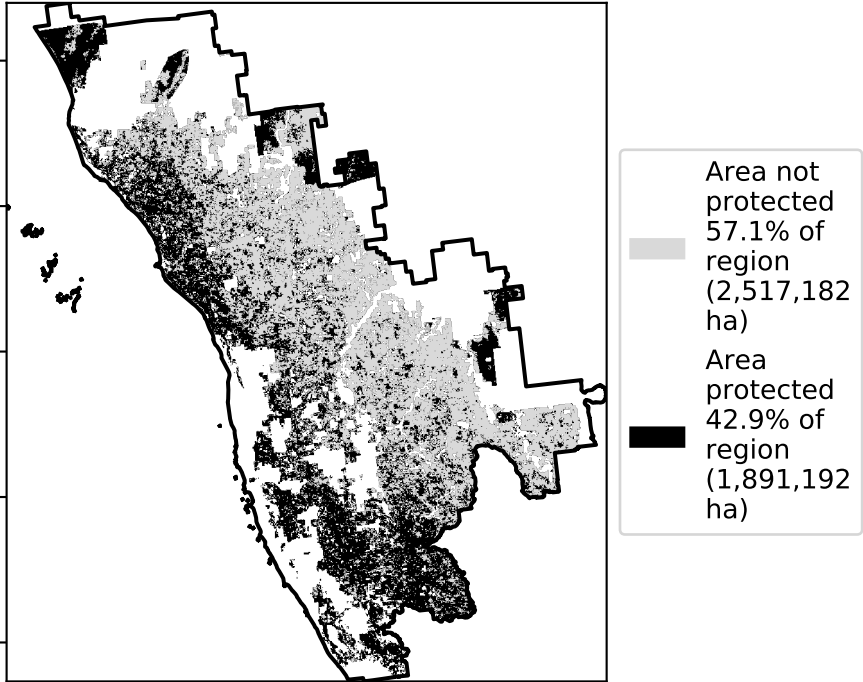 Area not
protected
57.1% of
region
(2,517,182
ha)
Area
protected
42.9% of
region
(1,891,192
ha)